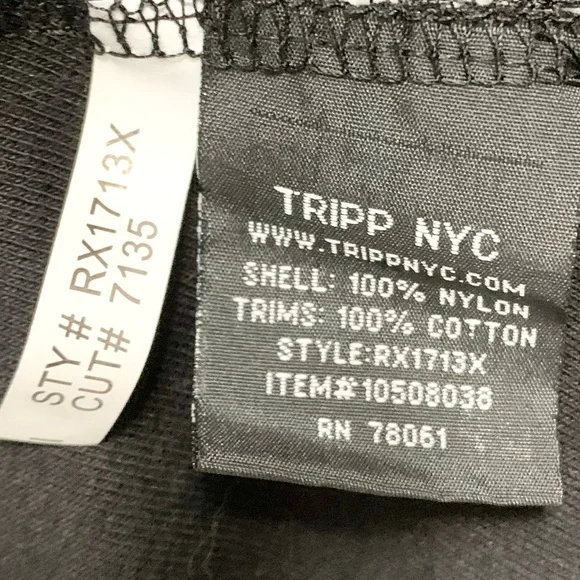 STY # RX1713X
CUT# 7135
TRIPP NYC
WWW.TRIPPNYC.COM
SHELL: 100% NYLON
TRIMS: 100% COTTON
STYLE:RX1713X
ITEM#10508038
RN 78061